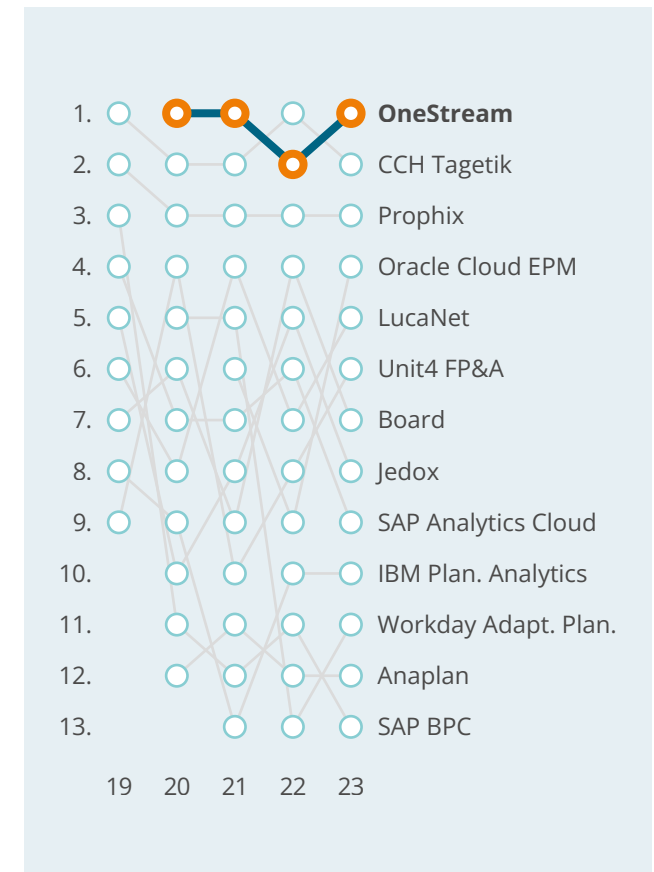 1. OneStream
2. CCH Tagetik
3. Prophix
4. Oracle Cloud EPM
5. LucaNet
6. Unit4 FP&A
7. Board
8. Jedox
9. SAP Analytics Cloud
10. IBM Plan. Analytics
11. Workday Adapt. Plan.
12. Anaplan
13. SAP BPC
19 20 21 22 23